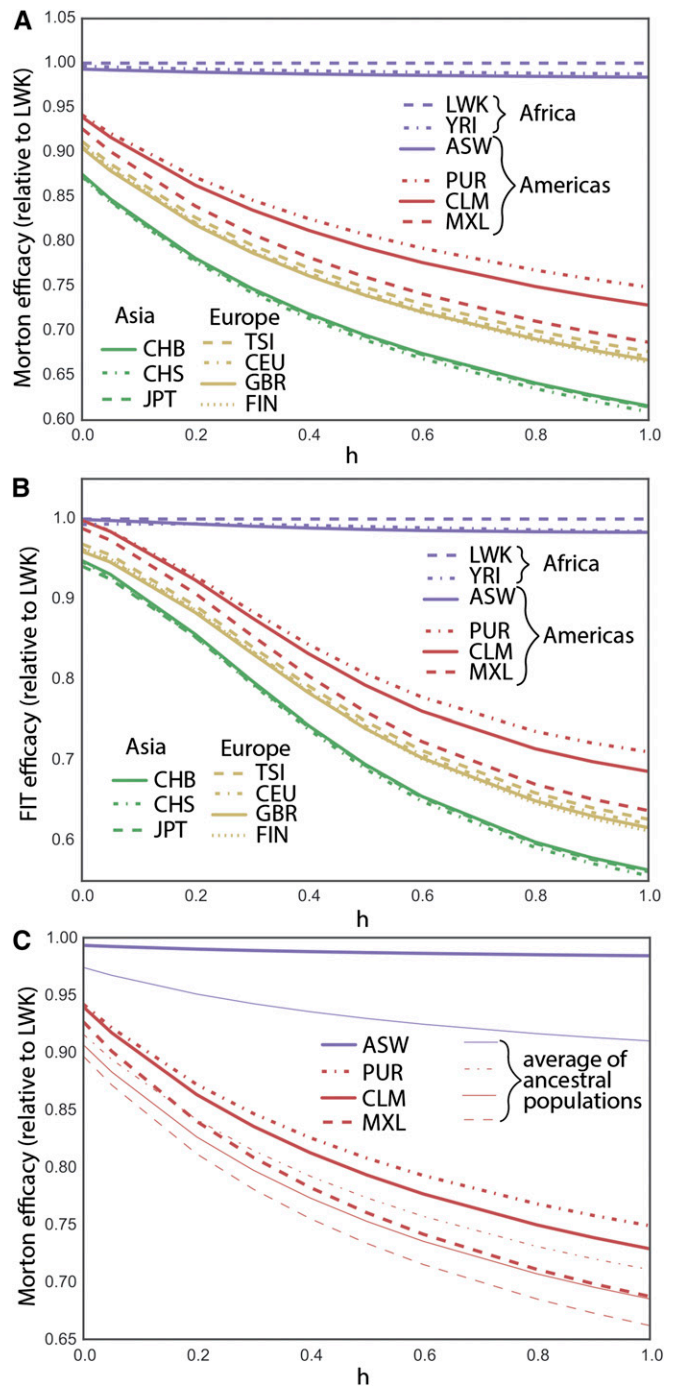 A
Morton efficacy (relative to LWK)
1.00
0.95
0.90
0.85
0.80
0.75
0.70
0.65
0.60
LWK
YRI
Africa
ASW
PUR
CLM
MXL
Americas
Asia
CHB
CHS
JPT
Europe
TSI
CEU
GBR
FIN
0.0 0.2 0.4 0.6 0.8 1.0
h
B
FIT efficacy (relative to LWK)
1.0
0.9
0.8
0.7
0.6
LWK
YRI
Africa
ASW
PUR
CLM
MXL
Americas
Asia
CHB
CHS
JPT
Europe
TSI
CEU
GBR
FIN
0.0 0.2 0.4 0.6 0.8 1.0
h
C
Morton efficacy (relative to LWK)
1.00
0.95
0.90
0.85
0.80
0.75
0.70
0.65
ASW
PUR
CLM
MXL
average of
ancestral
populations
0.0 0.2 0.4 0.6 0.8 1.0
h